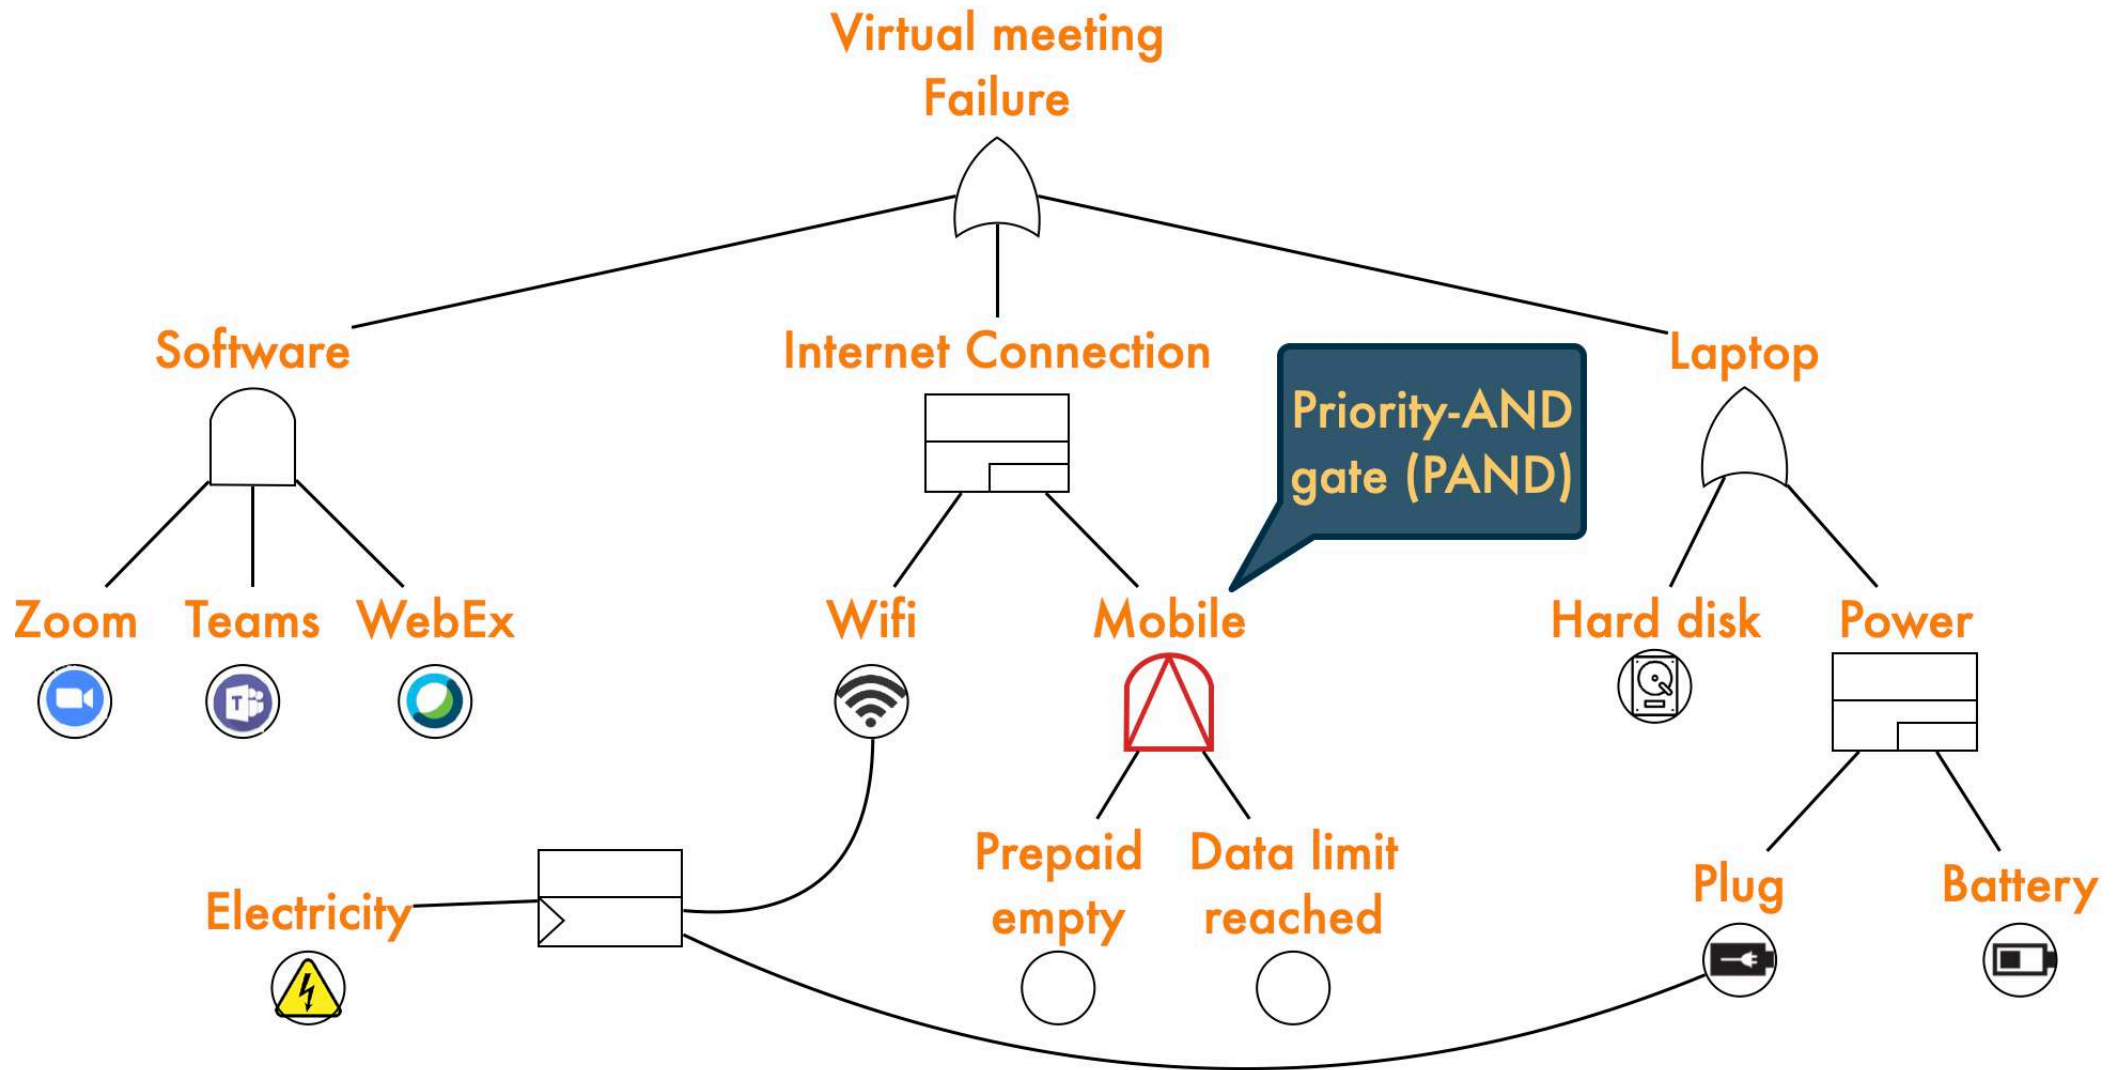 Virtual meeting
Failure
Software
Internet Connection
Priority-AND
gate (PAND)
Laptop
Zoom
Teams
WebEx
Wifi
Mobile
Hard disk
Power
T
Prepaid
empty
Data limit
reached
Plug
Battery
Electricity